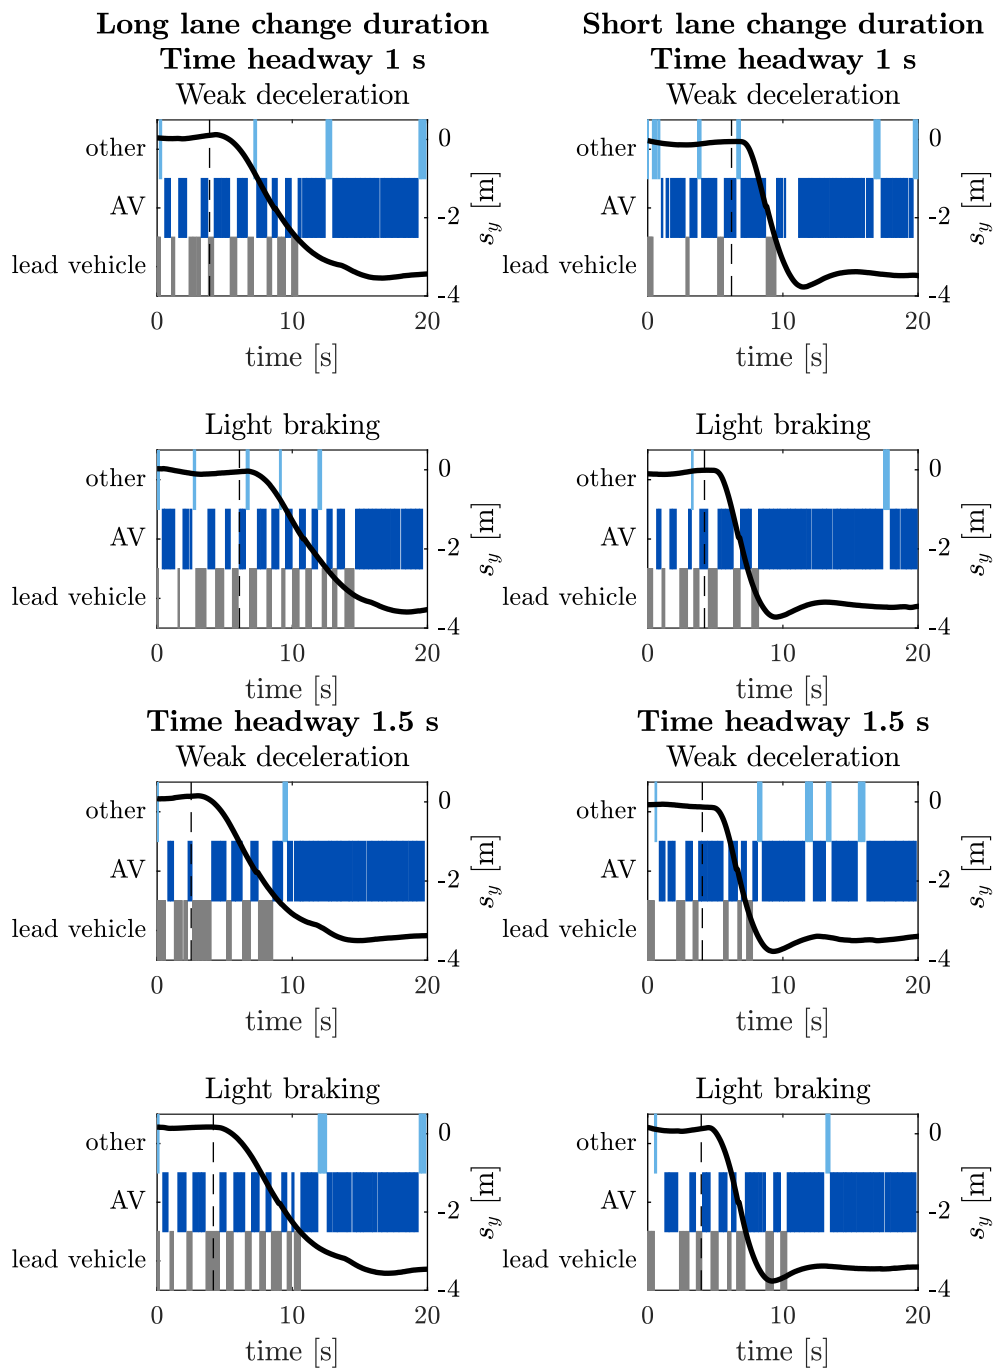 Long lane change duration
Time headway 1 s
Weak deceleration
other
AV
lead vehicle
0
-2
-4
s_y [m]
0 10 20
time [s]
Short lane change duration
Time headway 1 s
Weak deceleration
other
AV
lead vehicle
0
-2
-4
s_y [m]
0 10 20
time [s]
Light braking
other
AV
lead vehicle
0
-2
-4
s_y [m]
0 10 20
time [s]
Light braking
other
AV
lead vehicle
0
-2
-4
s_y [m]
0 10 20
time [s]
Time headway 1.5 s
Weak deceleration
other
AV
lead vehicle
0
-2
-4
s_y [m]
0 10 20
time [s]
Time headway 1.5 s
Weak deceleration
other
AV
lead vehicle
0
-2
-4
s_y [m]
0 10 20
time [s]
Light braking
other
AV
lead vehicle
0
-2
-4
s_y [m]
0 10 20
time [s]
Light braking
other
AV
lead vehicle
0
-2
-4
s_y [m]
0 10 20
time [s]